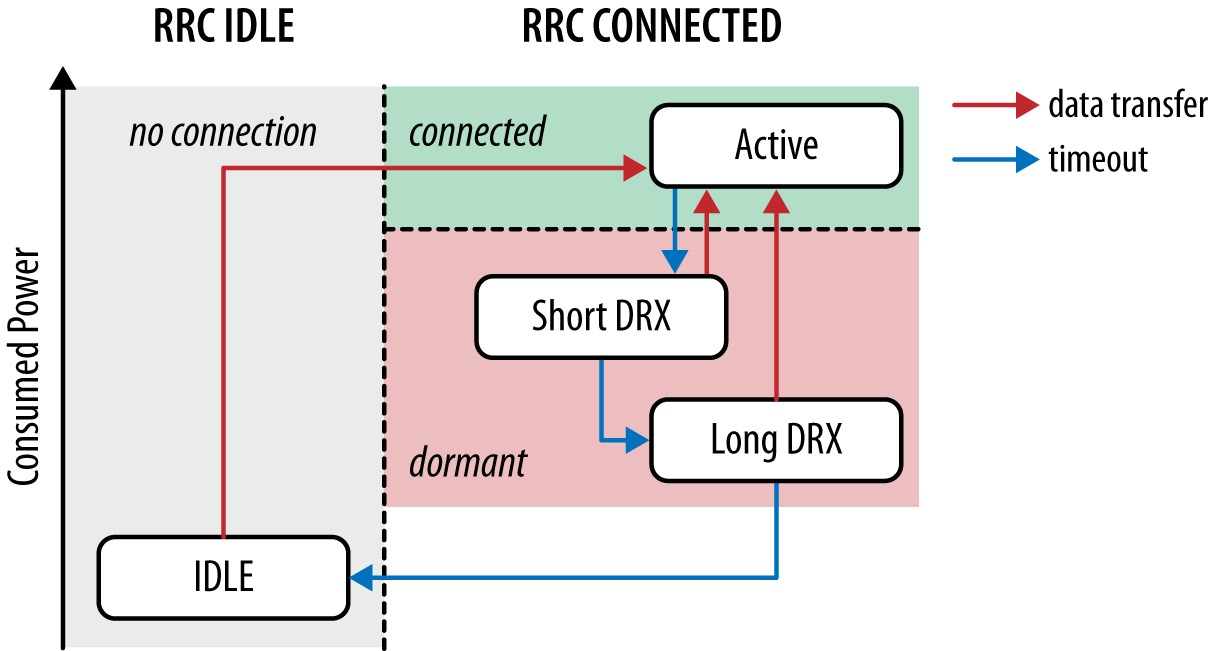 RRC IDLE
RRC CONNECTED
no connection
connected
Active
data transfer
timeout
Short DRX
Long DRX
dormant
IDLE
Consumed Power